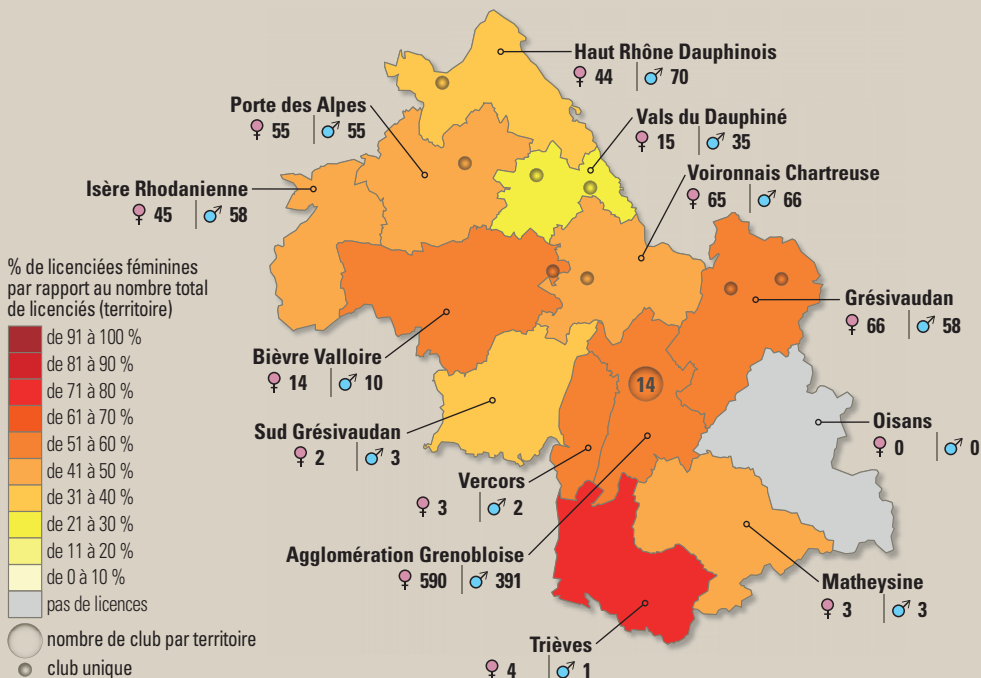 Haut Rhône Dauphinois
♀ 44 ♂ 70
Porte des Alpes
♀ 55 ♂ 55
Vals du Dauphiné
♀ 15 ♂ 35
Voironnais Chartreuse
♀ 65 ♂ 66
Isère Rhodanienne
♀ 45 ♂ 58
% de licenciées féminines
par rapport au nombre total
de licenciés (territoire)
de 91 à 100 %
de 81 à 90 %
de 71 à 80 %
de 61 à 70 %
de 51 à 60 %
de 41 à 50 %
de 31 à 40 %
de 21 à 30 %
de 11 à 20 %
de 0 à 10 %
pas de licences
nombre de club par territoire
club unique
Grésivaudan
♀ 66 ♂ 58
Bièvre Valloire
♀ 14 ♂ 10
14
Oisans
♀ 0 ♂ 0
Sud Grésivaudan
♀ 2 ♂ 3
Vercors
♀ 3 ♂ 2
Agglomération Grenobloise
♀ 590 ♂ 391
Matheysine
♀ 3 ♂ 3
Trièves
♀ 4 ♂ 1